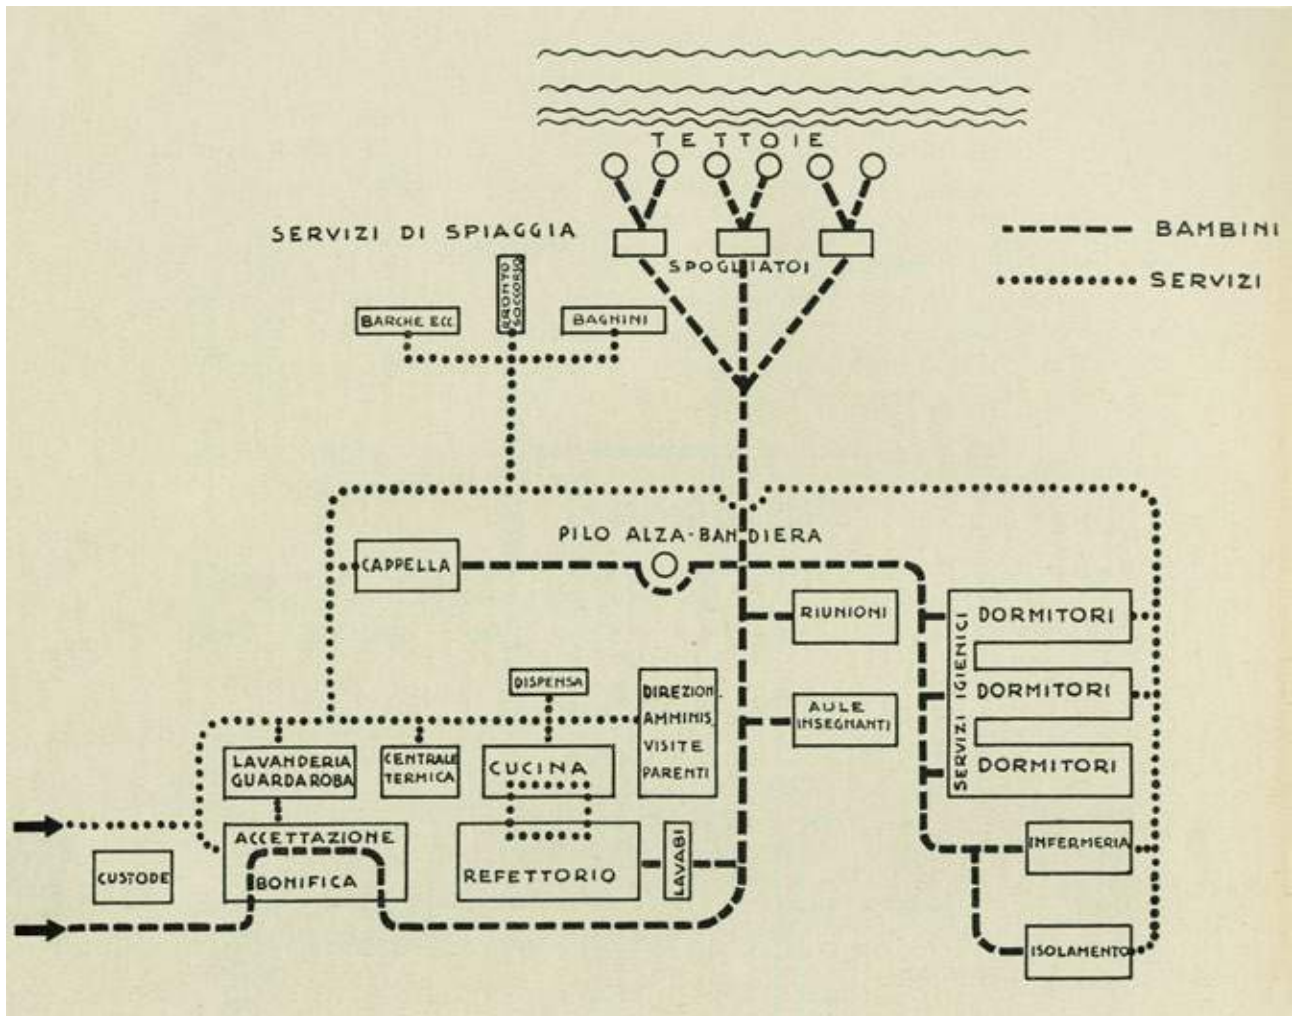 TETTOIE
SERVIZI DI SPIAGGIA
BAMBINI
SPOGLIATOI
SERVIZI
PRONTO
SOCCORSO
BARCHE ECC
BAGNINI
PILO ALZA-BANDIERA
CAPPELLA
RIUNIONI
SERVIZI IGIENICI
DORMITORI
DORMITORI
DORMITORI
DISPENSA
DIREZION.
AMMINIS.
VISITE
PARENTI
AULE
INSEGNANTI
LAVANDERIA
GUARDAROBA
CENTRALE
TERMICA
CUCINA
ACCETTAZIONE
BONIFICA
CUSTODE
REFETTORIO
LAVABI
INFERMERIA
ISOLAMENTO